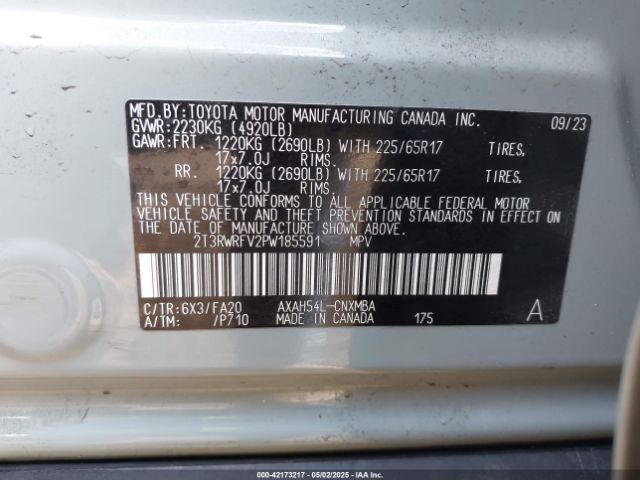 MFD.BY:TOYOTA MOTOR MANUFACTURING CANADA INC. 09/23
GVWR:2230KG (4920LB)
GAWR:FRT. 1220KG (2690LB) WITH 225/65R17 TIRES,
17x7.0J RIMS.
RR. 1220KG (2690LB) WITH 225/65R17 TIRES,
17x7.0J RIMS.
THIS VEHICLE CONFORMS TO ALL APPLICABLE FEDERAL MOTOR
VEHICLE SAFETY AND THEFT PREVENTION STANDARDS IN EFFECT ON
THE DATE OF MANUFACTURE SHOWN ABOVE.
2T3RWRFV2PW185591 MPV
C/TR:6X3/FA20 AXAH54L-CNXMBA A
A/TM: /P710 MADE IN CANADA 175
000-42173217 - 05/02/2025 - IAAI.COM